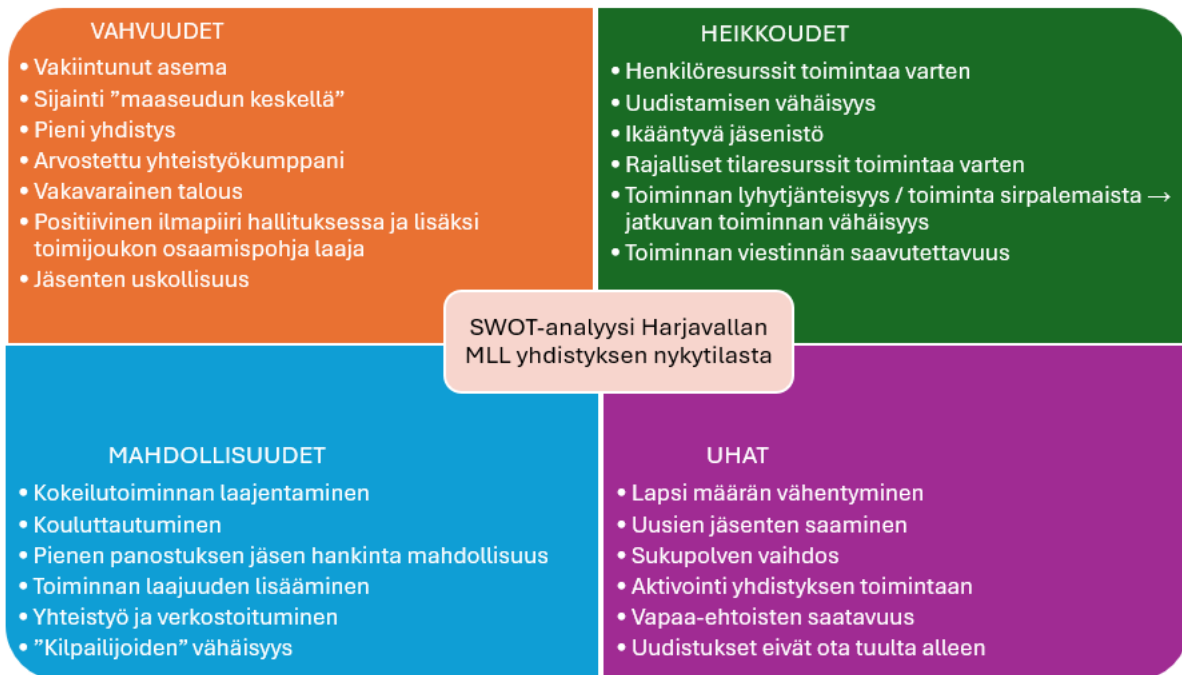 VAHVUUDET
• Vakiintunut asema
• Sijainti ”maaseudun keskellä”
• Pieni yhdistys
• Arvostettu yhteistyökumppani
• Vakavarainen talous
• Positiivinen ilmapiiri hallituksessa ja lisäksi
toimijoukon osaamispohja laaja
• Jäsenten uskollisuus
HEIKKOUDET
• Henkilöresurssit toimintaa varten
• Uudistamisen vähäisyys
• Ikääntyvä jäsenistö
• Rajalliset tilaresurssit toimintaa varten
• Toiminnan lyhytjänteisyys / toiminta sirpalemaista →
jatkuvan toiminnan vähäisyys
• Toiminnan viestinnän saavutettavuus
SWOT-analyysi Harjavallan
MLL yhdistyksen nykytilasta
MAHDOLLISUUDET
• Kokeilutoiminnan laajentaminen
• Kouluttautuminen
• Pienen panostuksen jäsen hankinta mahdollisuus
• Toiminnan laajuuden lisääminen
• Yhteistyö ja verkostoituminen
• ”Kilpailijoiden” vähäisyys
UHAT
• Lapsi määrän vähentyminen
• Uusien jäsenten saaminen
• Sukupolven vaihdos
• Aktivointi yhdistyksen toimintaan
• Vapaa-ehtoisten saatavuus
• Uudistukset eivät ota tuulta alleen